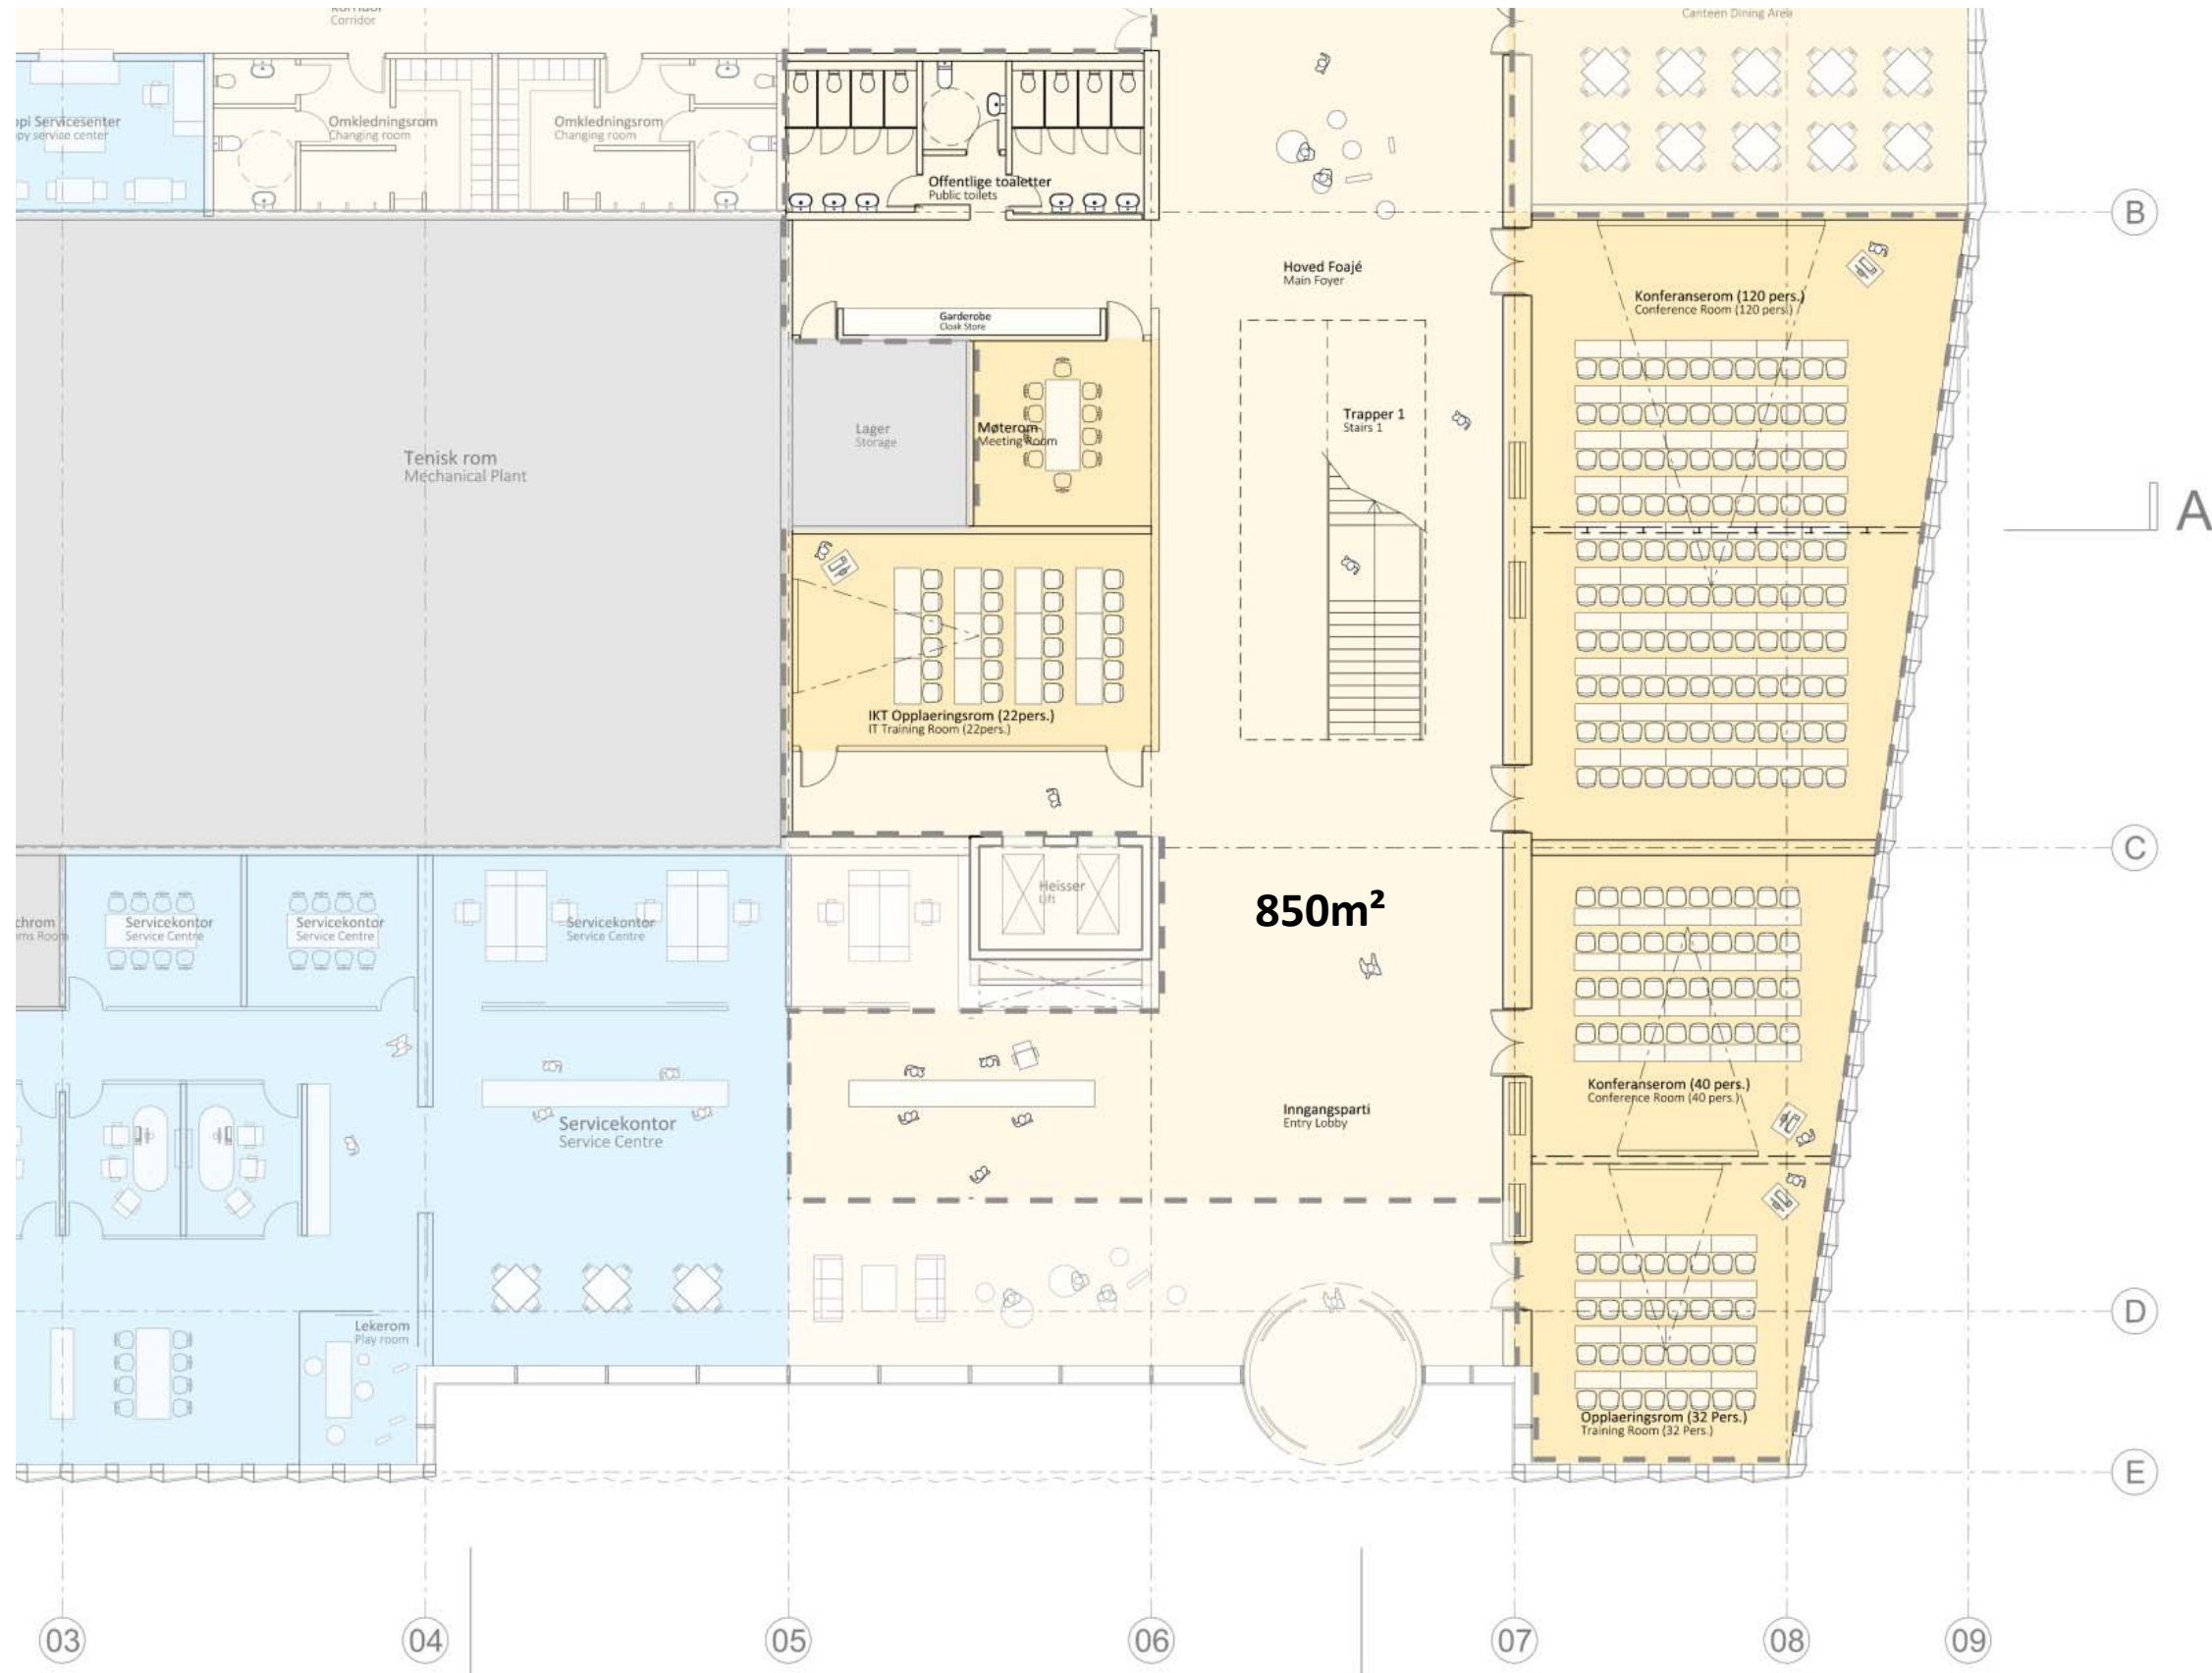 Korridor
Corridor
Canteen Dining Area
Servicesenter
service center
Omkledningsrom
Changing room
Omkledningsrom
Changing room
Offentlige toaletter
Public toilets
B
Hoved Foajé
Main Foyer
Konferanserom (120 pers.)
Conference Room (120 pers.)
Garderobe
Cloak Store
Trapper 1
Stairs 1
Lager
Storage
Møterom
Meeting Room
Tenisk rom
Mechanical Plant
A
IKT Opplaeringsrom (22pers.)
IT Training Room (22pers.)
C
Heisser
Lift
850m²
Servicekontor
Service Centre
Servicekontor
Service Centre
Servicekontor
Service Centre
Konferanserom (40 pers.)
Conference Room (40 pers.)
Inngangsparti
Entry Lobby
Servicekontor
Service Centre
D
Lekerom
Play room
Opplaeringsrom (32 Pers.)
Training Room (32 Pers.)
E
03
04
05
06
07
08
09